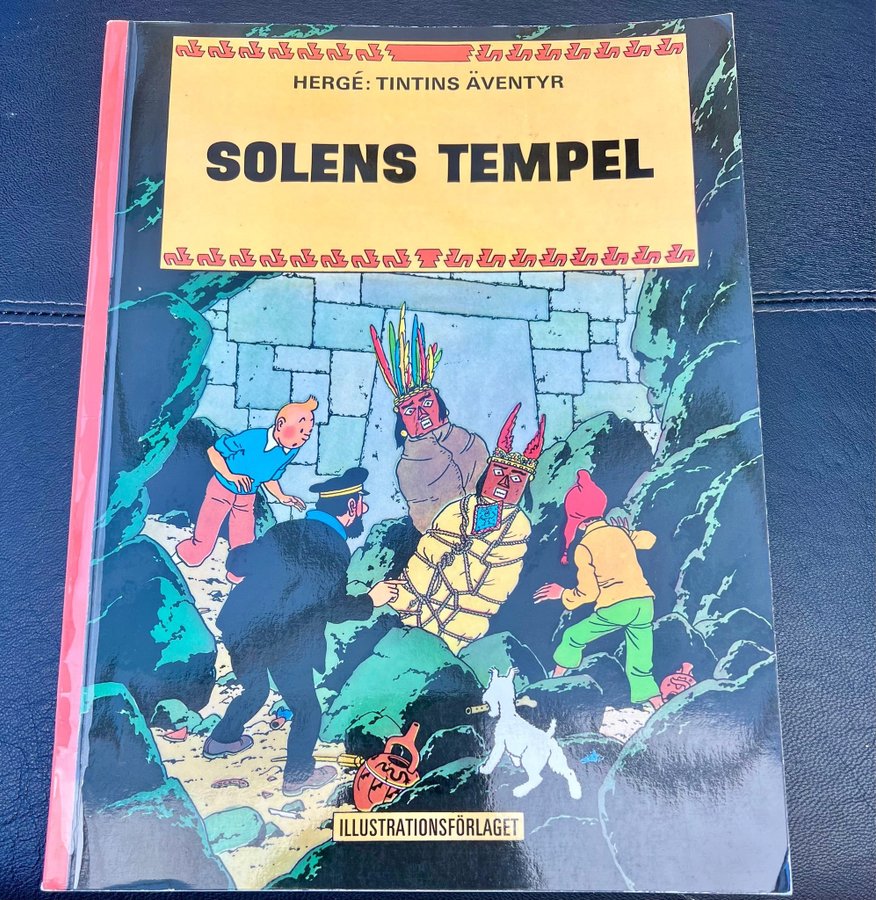 HERGÉ: TINTINS ÄVENTYR
SOLENS TEMPEL
ILLUSTRATIONSFÖRLAGET